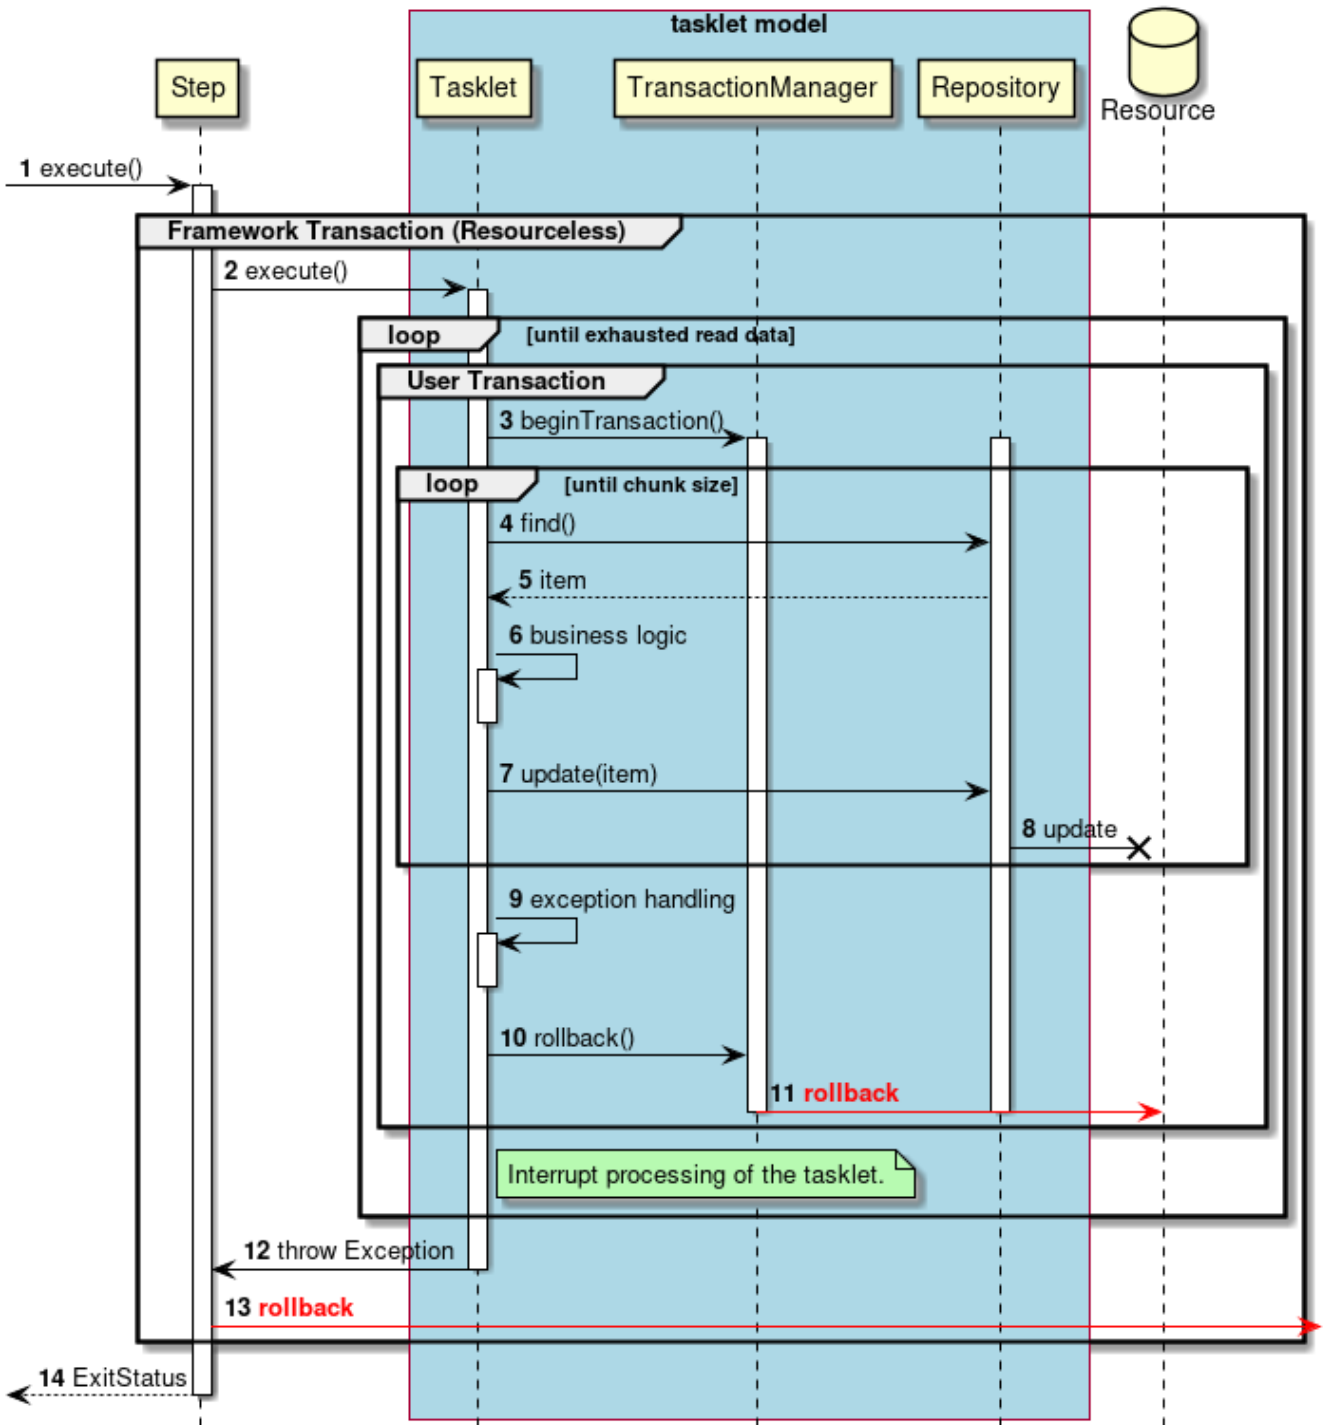 tasklet model
Step
Tasklet
TransactionManager
Repository
Resource
1 execute()
Framework Transaction (Resourceless)
2 execute()
loop [until exhausted read data]
User Transaction
3 beginTransaction()
loop [until chunk size]
4 find()
5 item
6 business logic
7 update(item)
8 update
9 exception handling
10 rollback()
11 rollback
Interrupt processing of the tasklet.
12 throw Exception
13 rollback
14 ExitStatus